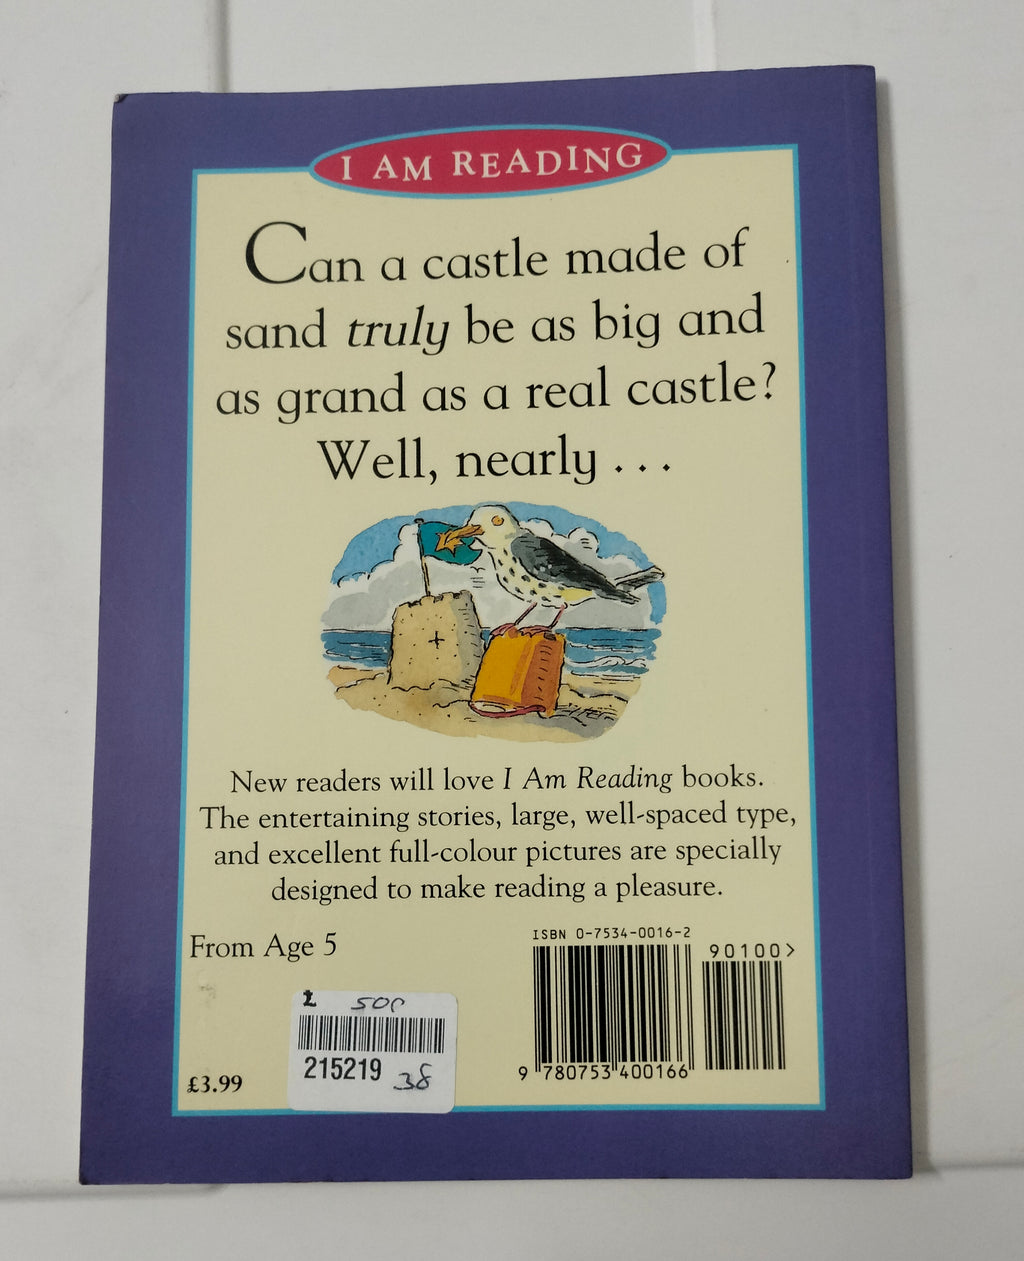 I AM READING
Can a castle made of
sand truly be as big and
as grand as a real castle?
Well, nearly . . .
New readers will love I Am Reading books.
The entertaining stories, large, well-spaced type,
and excellent full-colour pictures are specially
designed to make reading a pleasure.
From Age 5
ISBN 0-7534-0016-2
90100>
9 780753 400166
£ 50p
215219 38
£3.99